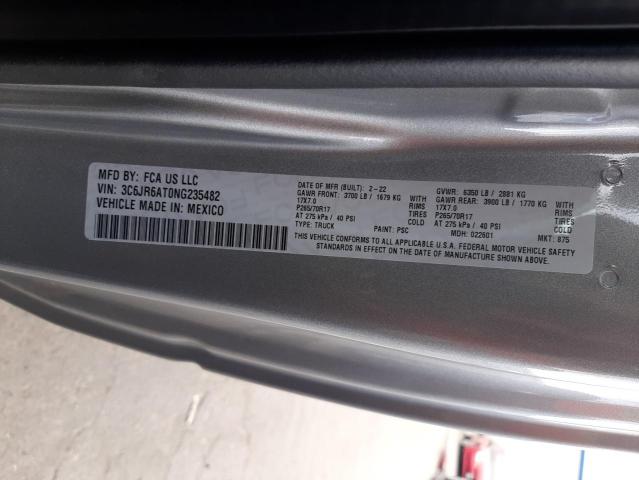 MFD BY: FCA US LLC
VIN: 3C6JR6AT0NG235482
VEHICLE MADE IN: MEXICO
DATE OF MFR (BUILT): 2-22 GVWR: 6350 LB / 2881 KG
GAWR FRONT: 3700 LB / 1679 KG WITH GAWR REAR: 3900 LB / 1770 KG WITH
17X7.0 RIMS 17X7.0 RIMS
P265/70R17 TIRES P265/70R17 TIRES
AT 275 kPa / 40 PSI COLD AT 275 kPa / 40 PSI COLD
TYPE: TRUCK PAINT: PSC MDH: 022601 MKT: 875
THIS VEHICLE CONFORMS TO ALL APPLICABLE U.S.A. FEDERAL MOTOR VEHICLE SAFETY
STANDARDS IN EFFECT ON THE DATE OF MANUFACTURE SHOWN ABOVE.